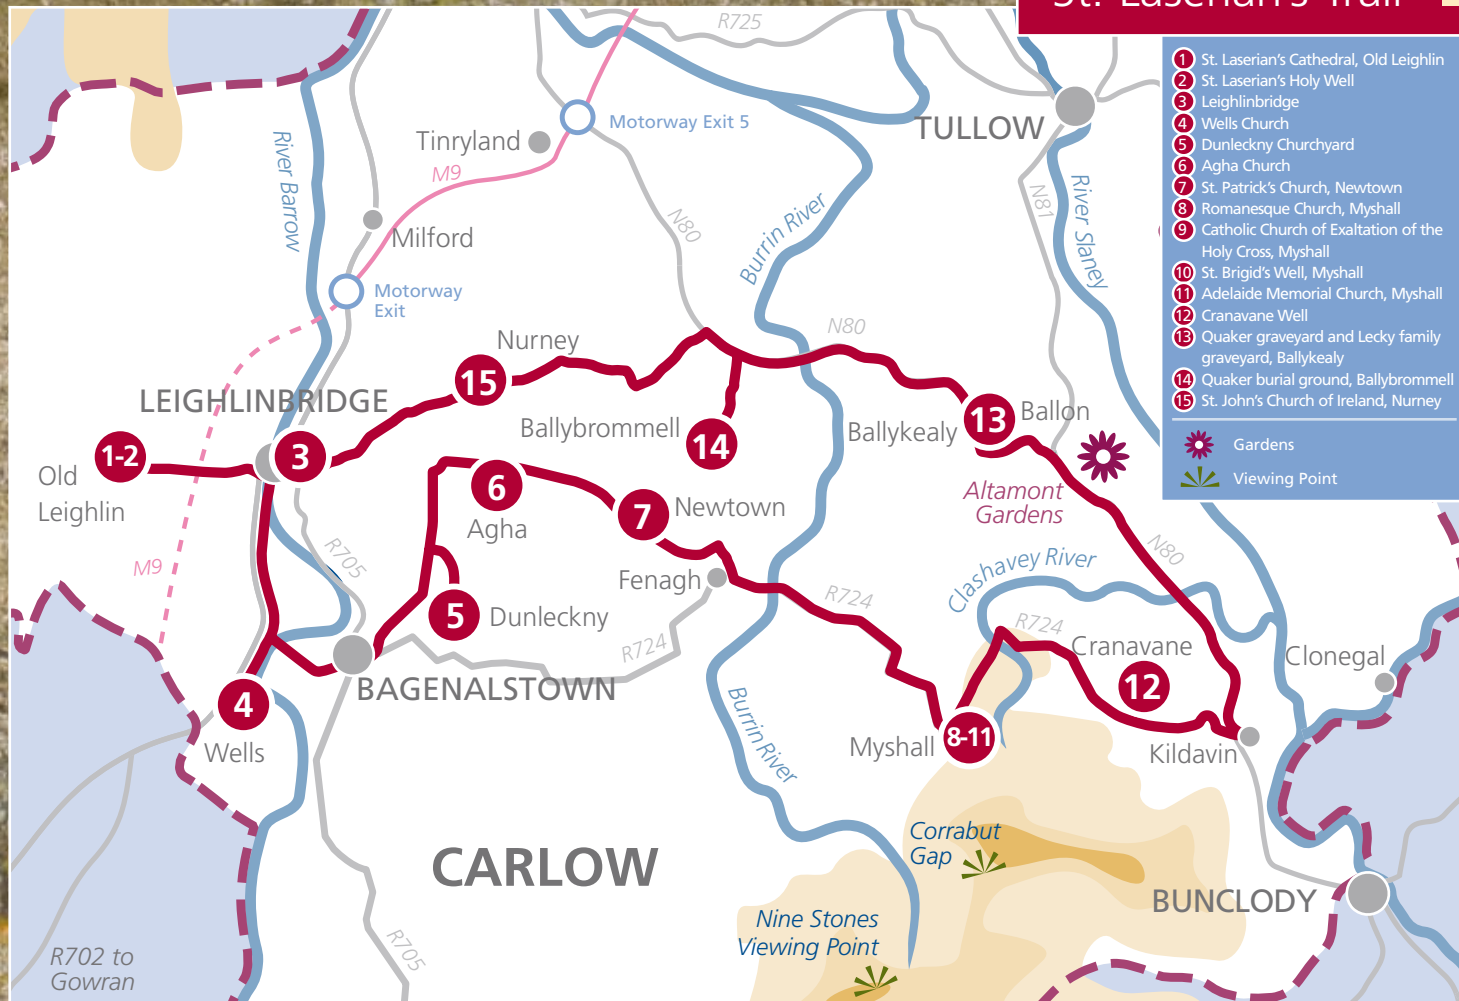 St. Laserian's Trail
1 St. Laserian's Cathedral, Old Leighlin
2 St. Laserian's Holy Well
3 Leighlinbridge
4 Wells Church
5 Dunleckny Churchyard
6 Agha Church
7 St. Patrick's Church, Newtown
8 Romanesque Church, Myshall
9 Catholic Church of Exaltation of the
Holy Cross, Myshall
10 St. Brigid's Well, Myshall
11 Adelaide Memorial Church, Myshall
12 Cranavane Well
13 Quaker graveyard and Lecky family
graveyard, Ballykealy
14 Quaker burial ground, Ballybrommell
15 St. John's Church of Ireland, Nurney
Gardens
Viewing Point
R725
TULLOW
Motorway Exit 5
Tinryland
M9
River Barrow
N80
Burrin River
N81
River Slaney
Milford
Motorway
Exit
Nurney
N80
LEIGHLINBRIDGE
15
Ballybrommell
14
Ballykealy
13
Ballon
1-2
3
Old
Leighlin
6
Agha
7
Newtown
Altamont
Gardens
M9
R705
Fenagh
Clashavey River
N80
5
Dunleckny
R724
R724
R724
Cranavane
12
Clonegal
BAGENALSTOWN
4
Wells
Burrin River
Myshall
8-11
Kildavin
CARLOW
Corrabut
Gap
BUNCLODY
Nine Stones
Viewing Point
R705
R702 to
Gowran